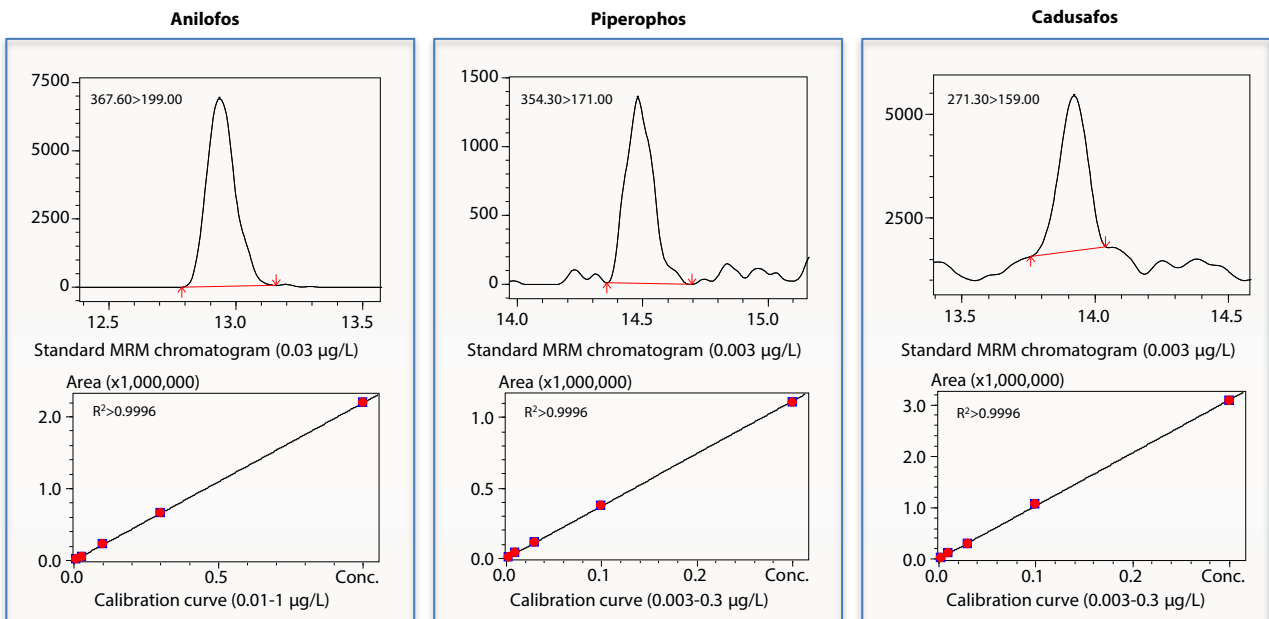 Anilofos
7500
5000
2500
0
367.60>199.00
12.5 13.0 13.5
Standard MRM chromatogram (0.03 µg/L)
Area (x1,000,000)
R²>0.9996
2.0
1.0
0.0
0.0 0.5 Conc.
Calibration curve (0.01-1 µg/L)
Piperophos
1500
1000
500
0
354.30>171.00
14.0 14.5 15.0
Standard MRM chromatogram (0.003 µg/L)
Area (x1,000,000)
R²>0.9996
1.0
0.5
0.0
0.0 0.1 0.2 Conc.
Calibration curve (0.003-0.3 µg/L)
Cadusafos
271.30>159.00
5000
2500
13.5 14.0 14.5
Standard MRM chromatogram (0.003 µg/L)
Area (x1,000,000)
R²>0.9996
3.0
2.0
1.0
0.0
0.0 0.1 0.2 Conc.
Calibration curve (0.003-0.3 µg/L)